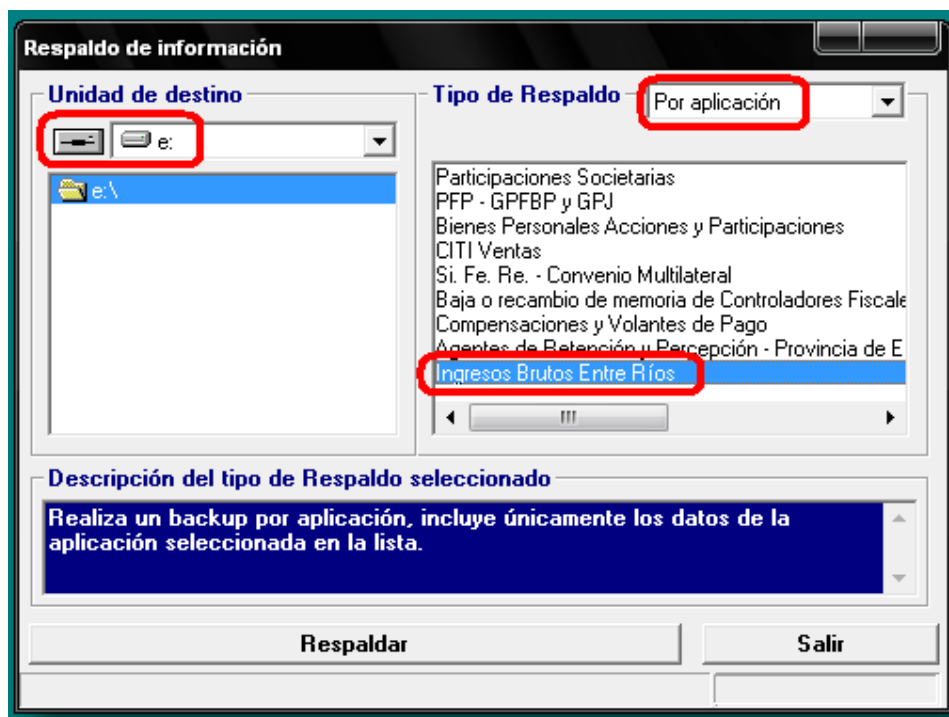 Respaldo de información
Unidad de destino
e:
e:\
Tipo de Respaldo
Por aplicación
Participaciones Societarias
PFP - GPFBP y GPJ
Bienes Personales Acciones y Participaciones
CITI Ventas
Si. Fe. Re. - Convenio Multilateral
Baja o recambio de memoria de Controladores Fiscale
Compensaciones y Volantes de Pago
Agentes de Retención y Percepción - Provincia de E
Ingresos Brutos Entre Ríos
Descripción del tipo de Respaldo seleccionado
Realiza un backup por aplicación, incluye únicamente los datos de la
aplicación seleccionada en la lista.
Respaldar
Salir